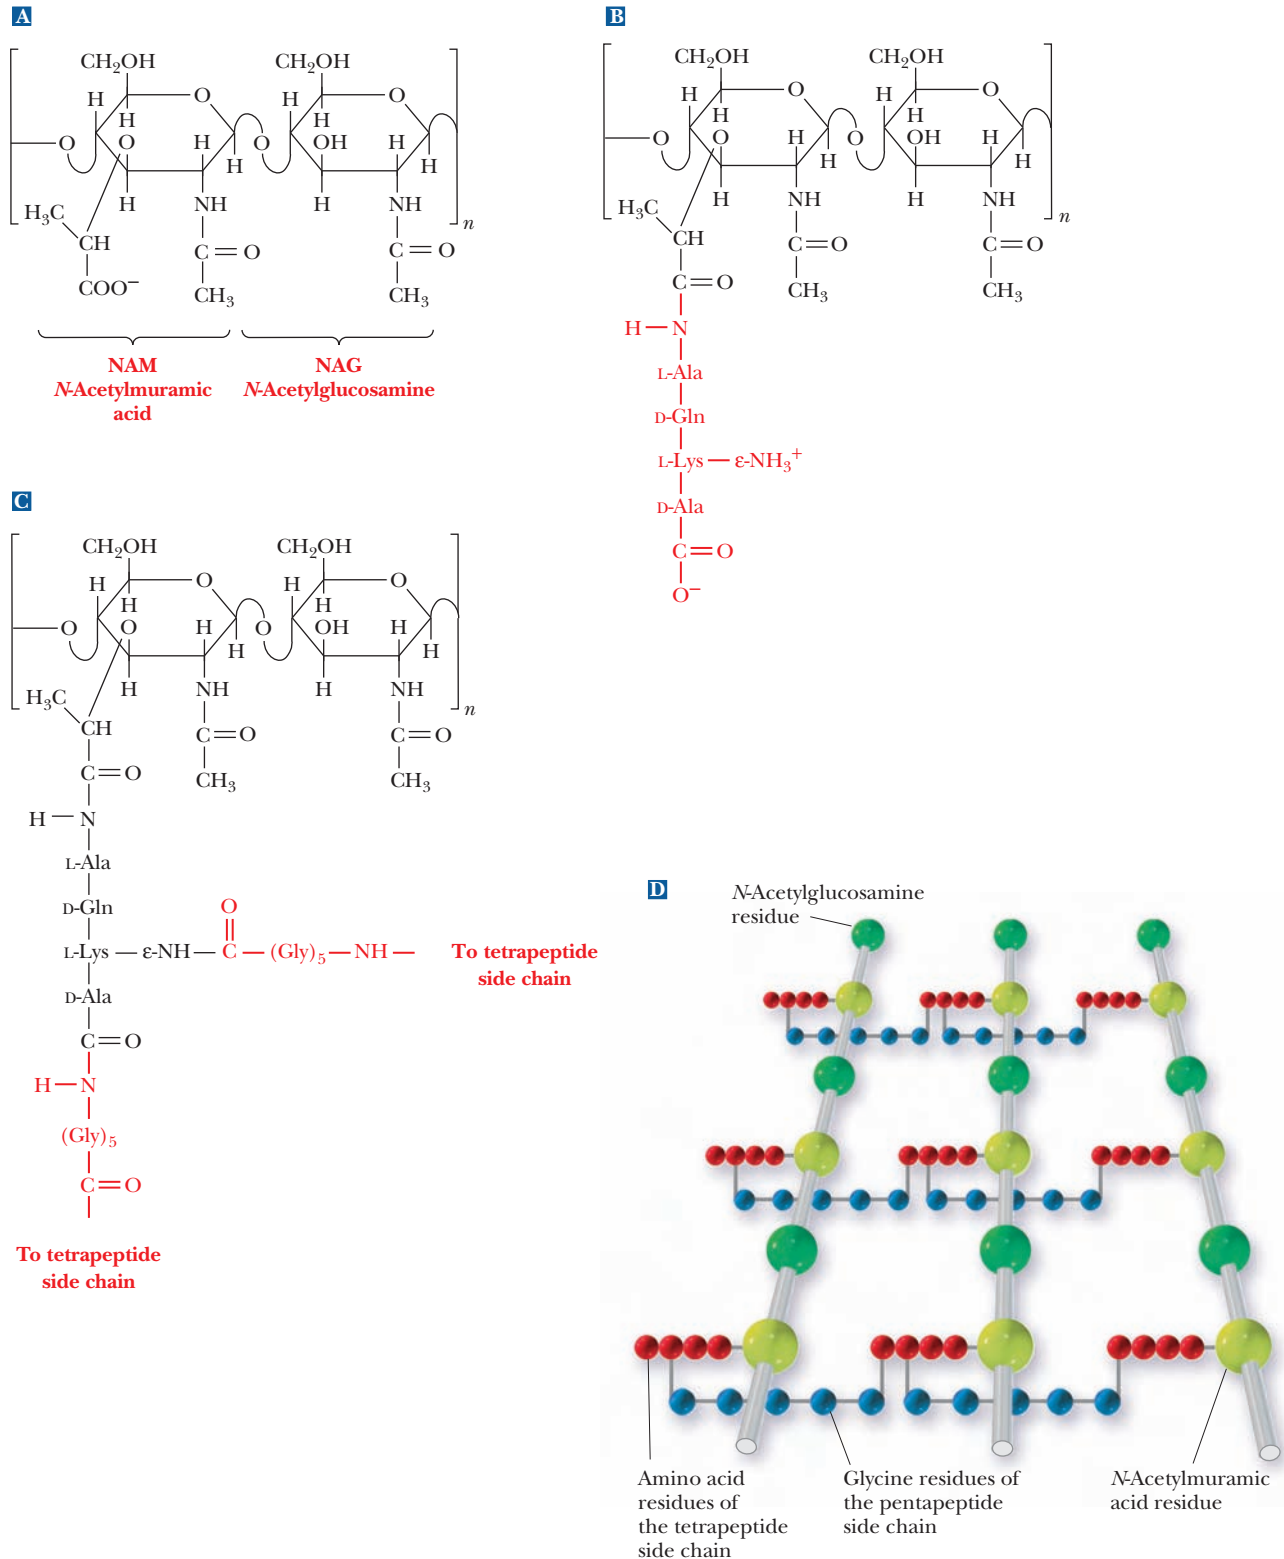 A
CH2OH CH2OH
H O H O
H H
O H OH H
O H O H
H NH H NH
n
H3C
CH C=O C=O
COO− CH3 CH3
NAM
N-Acetylmuramic
acid
NAG
N-Acetylglucosamine
B
CH2OH CH2OH
H O H O
H H
O O H O OH H
H H
H NH H NH
n
H3C
CH C=O C=O
C=O CH3 CH3
H—N
L-Ala
D-Gln
L-Lys—ε-NH3+
D-Ala
C=O
O−
C
CH2OH CH2OH
H O H O
H H
O O H O OH H
H H
H NH H NH
n
H3C
CH C=O C=O
C=O CH3 CH3
H—N
L-Ala
D-Gln O
L-Lys—ε-NH—C—(Gly)5—NH—
To tetrapeptide
side chain
D-Ala
C=O
H—N
(Gly)5
C=O
To tetrapeptide
side chain
D
N-Acetylglucosamine
residue
Amino acid
residues of
the tetrapeptide
side chain
Glycine residues of
the pentapeptide
side chain
N-Acetylmuramic
acid residue